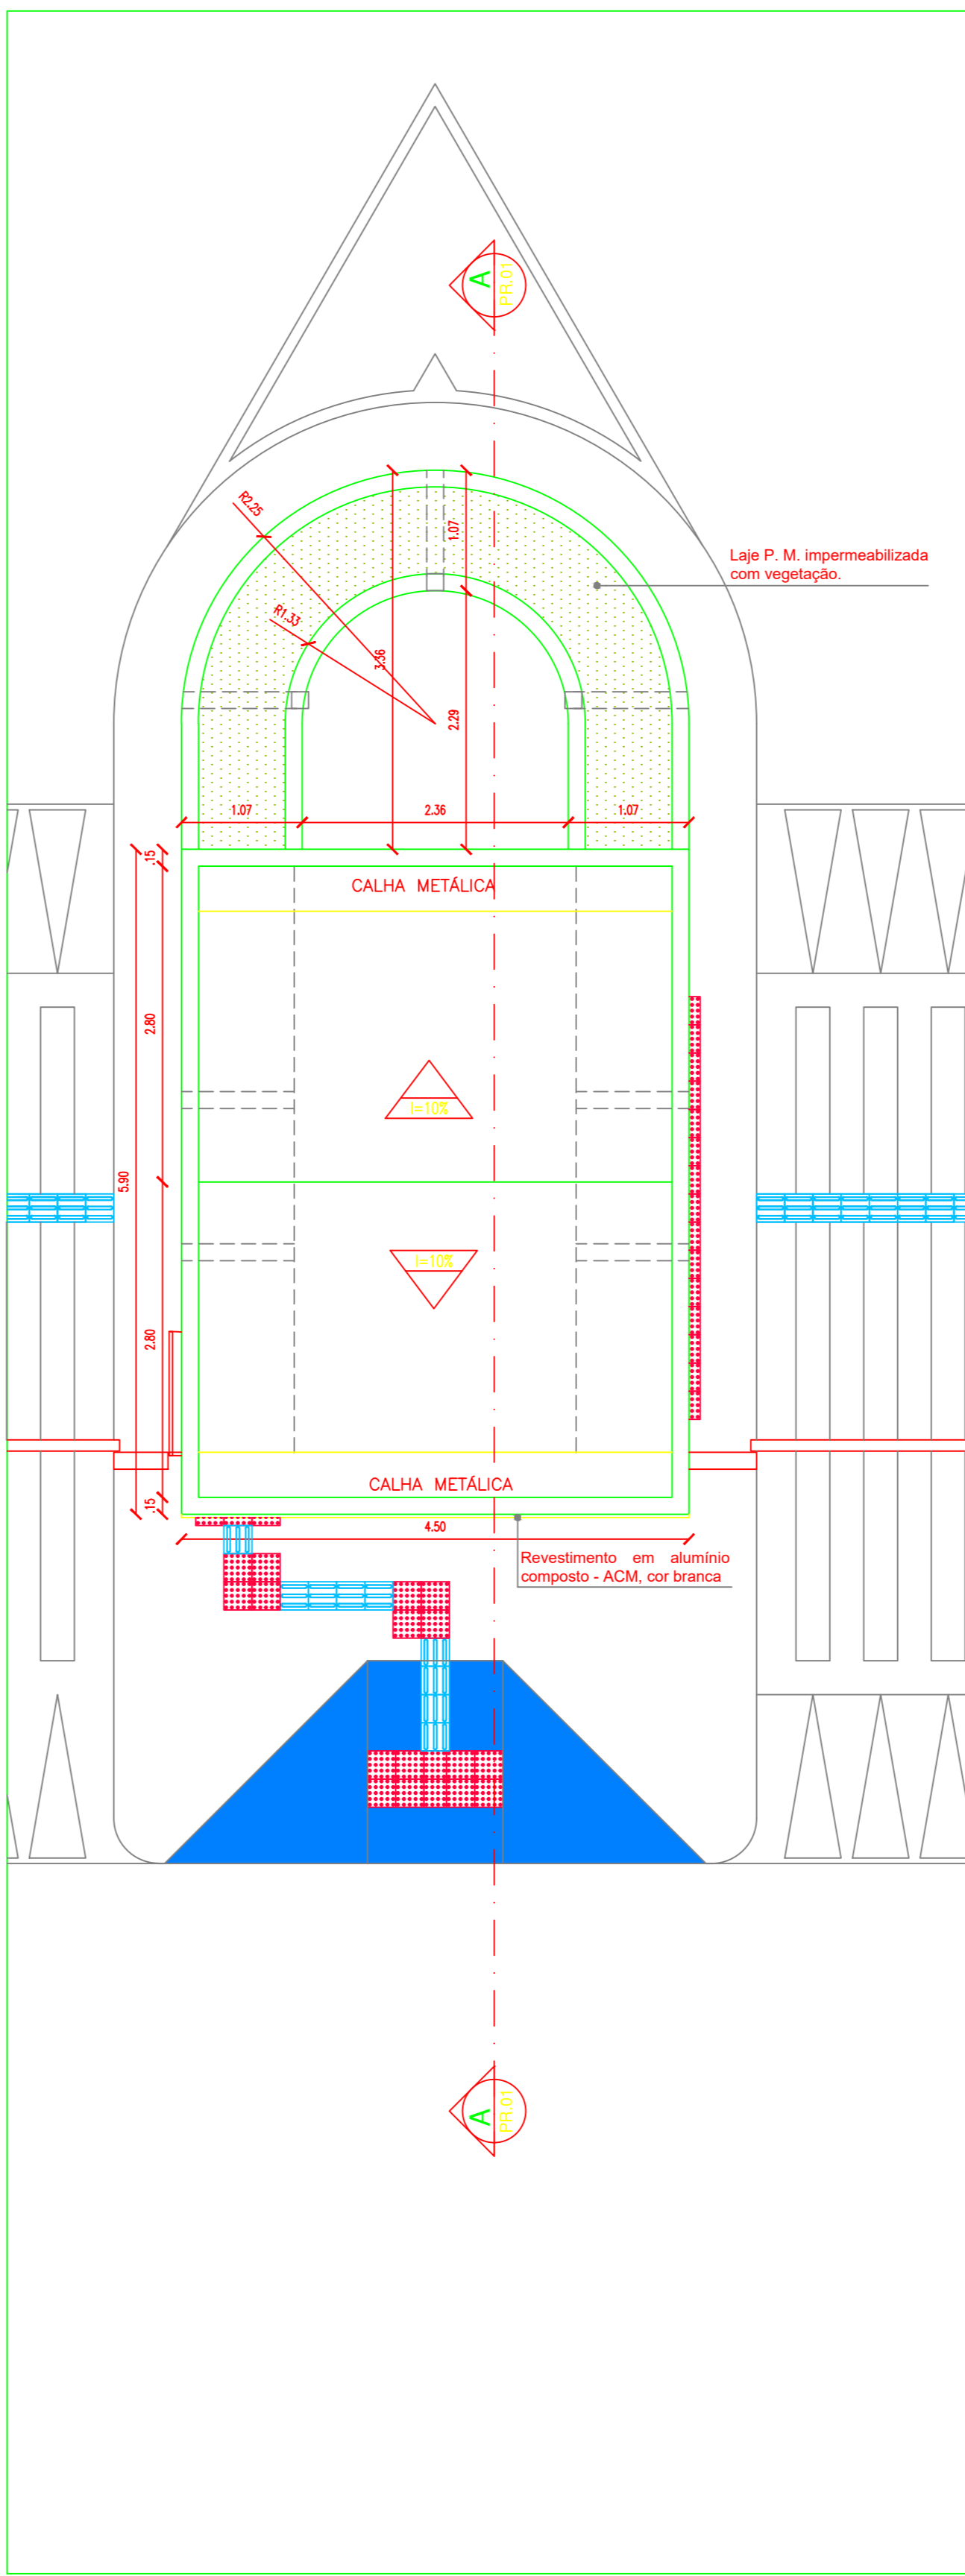 A
PR.01
R2.25
1.07
Laje P. M. impermeabilizada
com vegetação.
R1.33
3.36
2.29
1.07
2.36
1.07
.15
CALHA METÁLICA
2.80
I=10%
5.90
I=10%
2.80
CALHA METÁLICA
.15
4.50
Revestimento em alumínio
composto - ACM, cor branca
A
PR.01